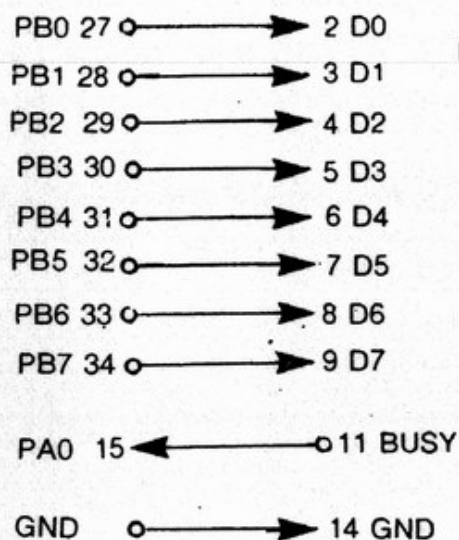 PB0 27 2 D0
PB1 28 3 D1
PB2 29 4 D2
PB3 30 5 D3
PB4 31 6 D4
PB5 32 7 D5
PB6 33 8 D6
PB7 34 9 D7
PA0 15 11 BUSY
GND 14 GND